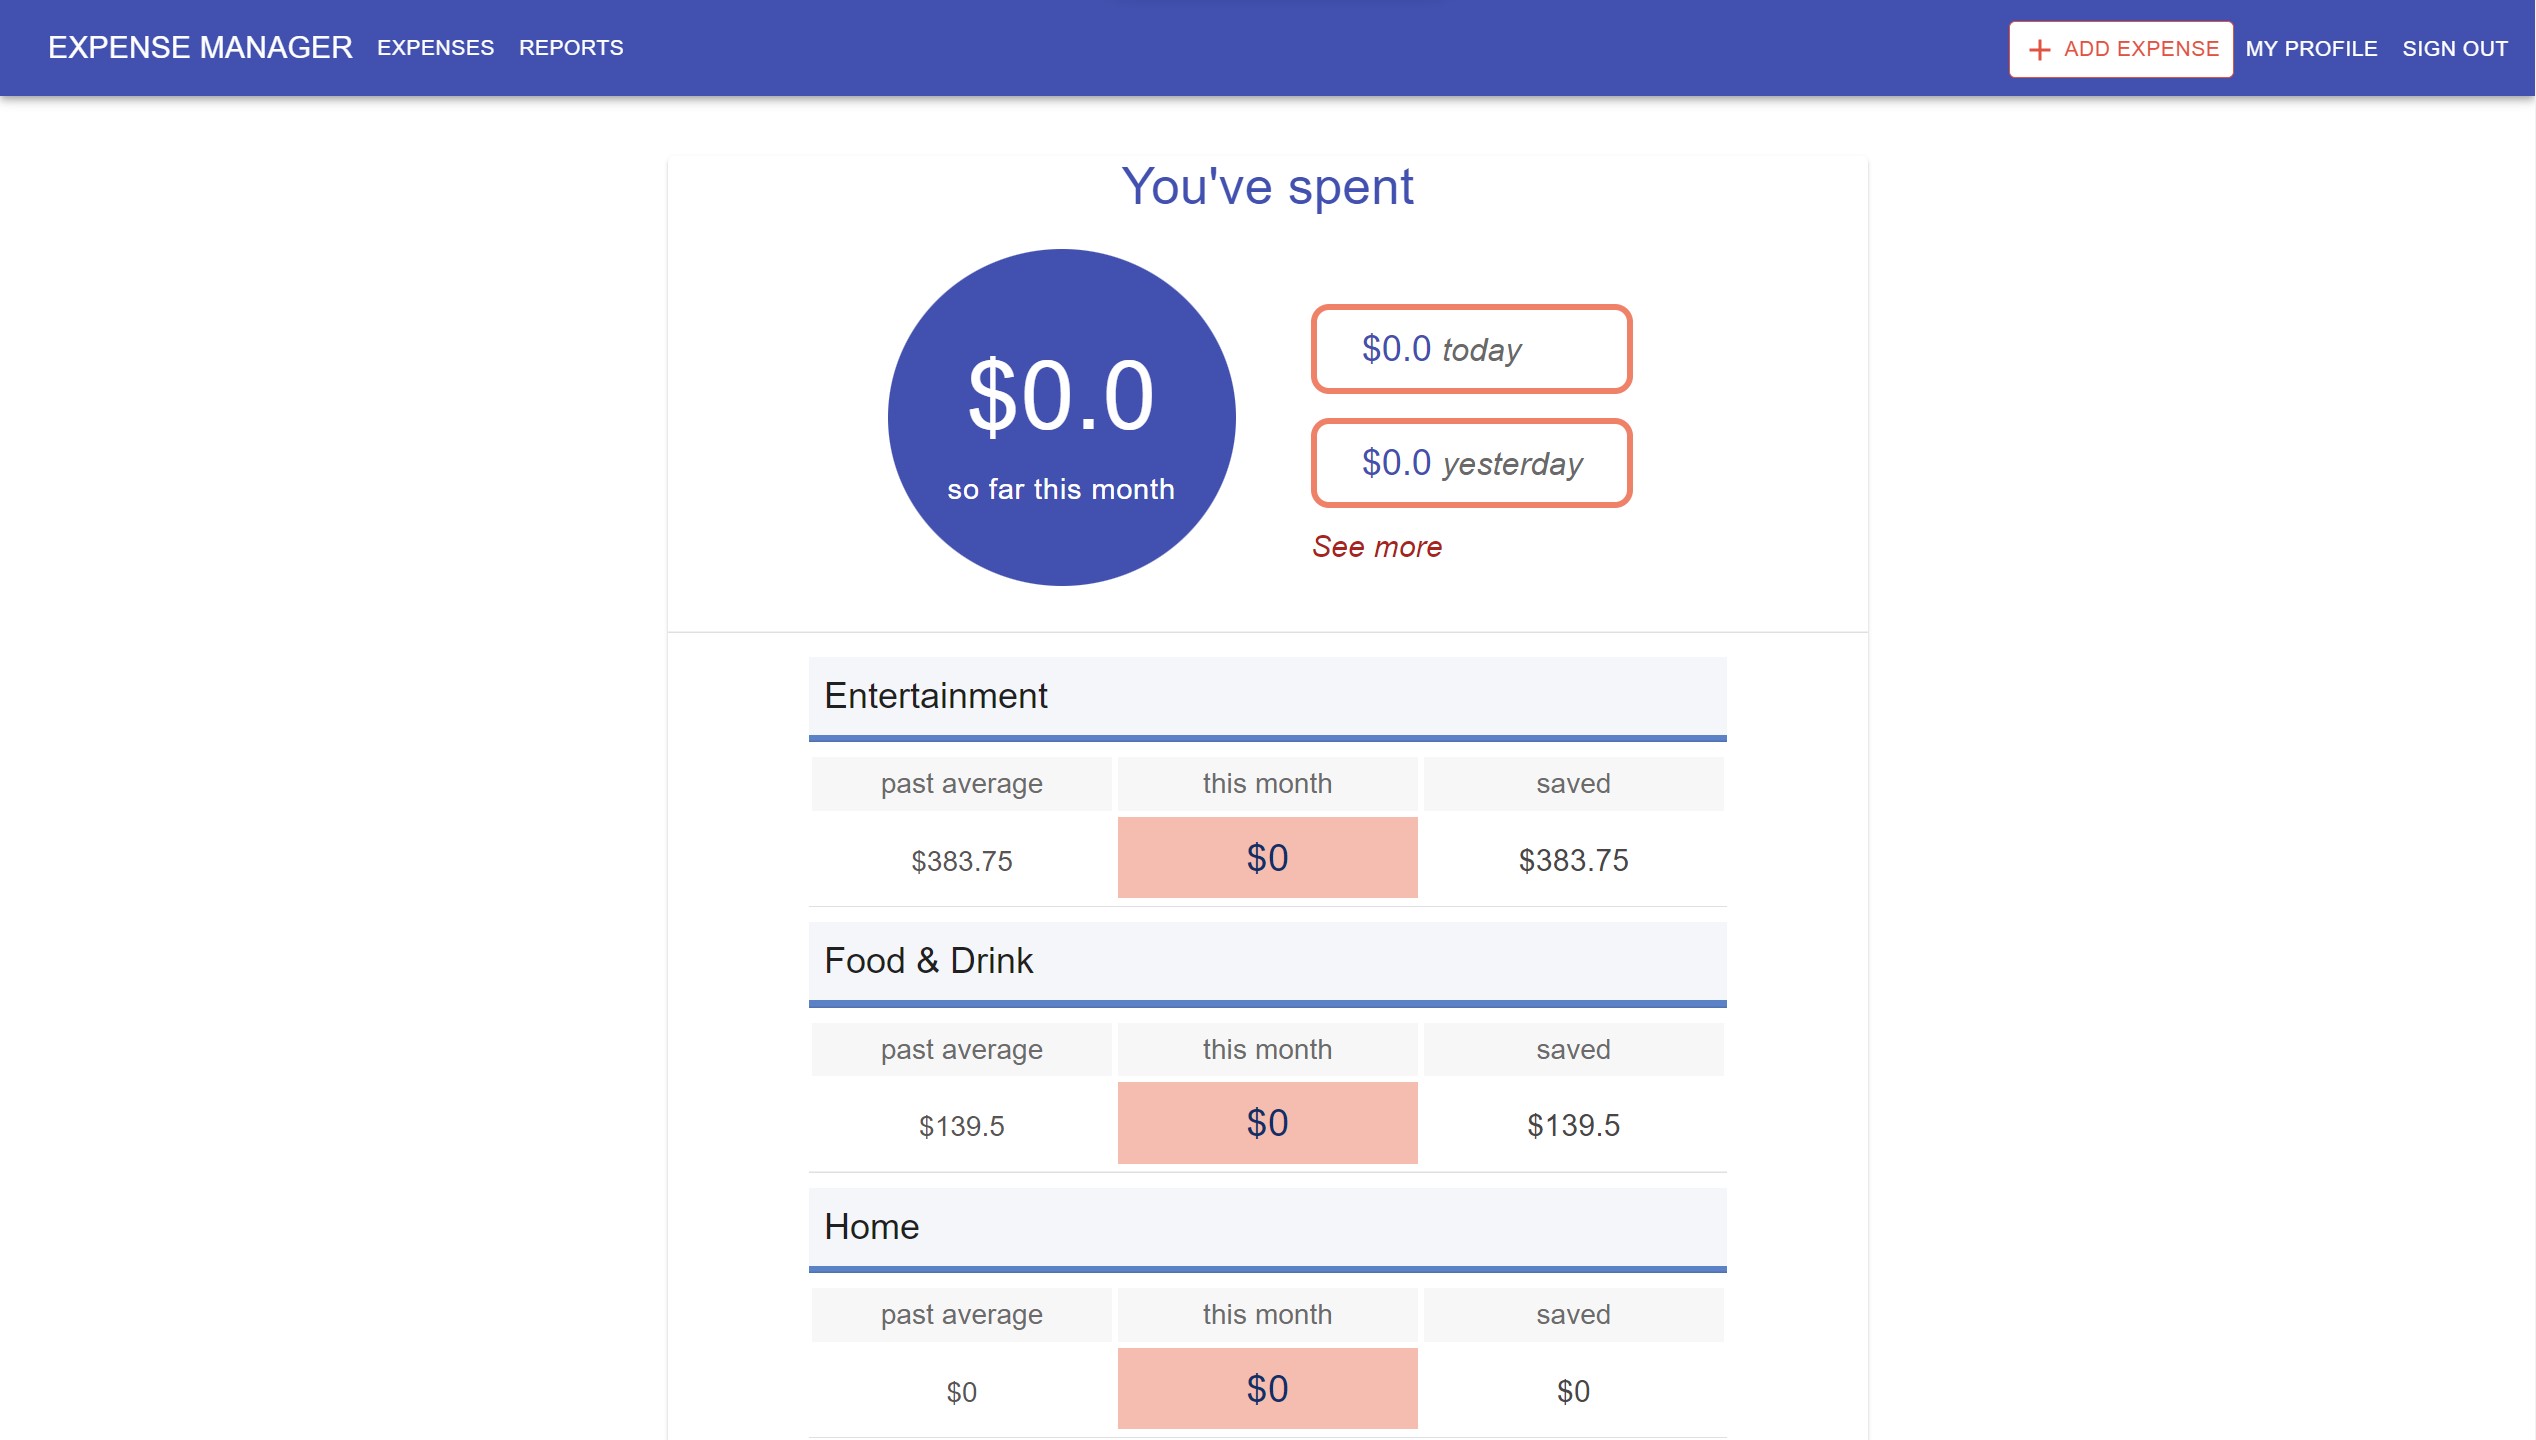 EXPENSE MANAGER EXPENSES REPORTS + ADD EXPENSE MY PROFILE SIGN OUT
You've spent
$0.0
so far this month
$0.0 today
$0.0 yesterday
See more
Entertainment
past average this month saved
$383.75 $0 $383.75
Food & Drink
past average this month saved
$139.5 $0 $139.5
Home
past average this month saved
$0 $0 $0